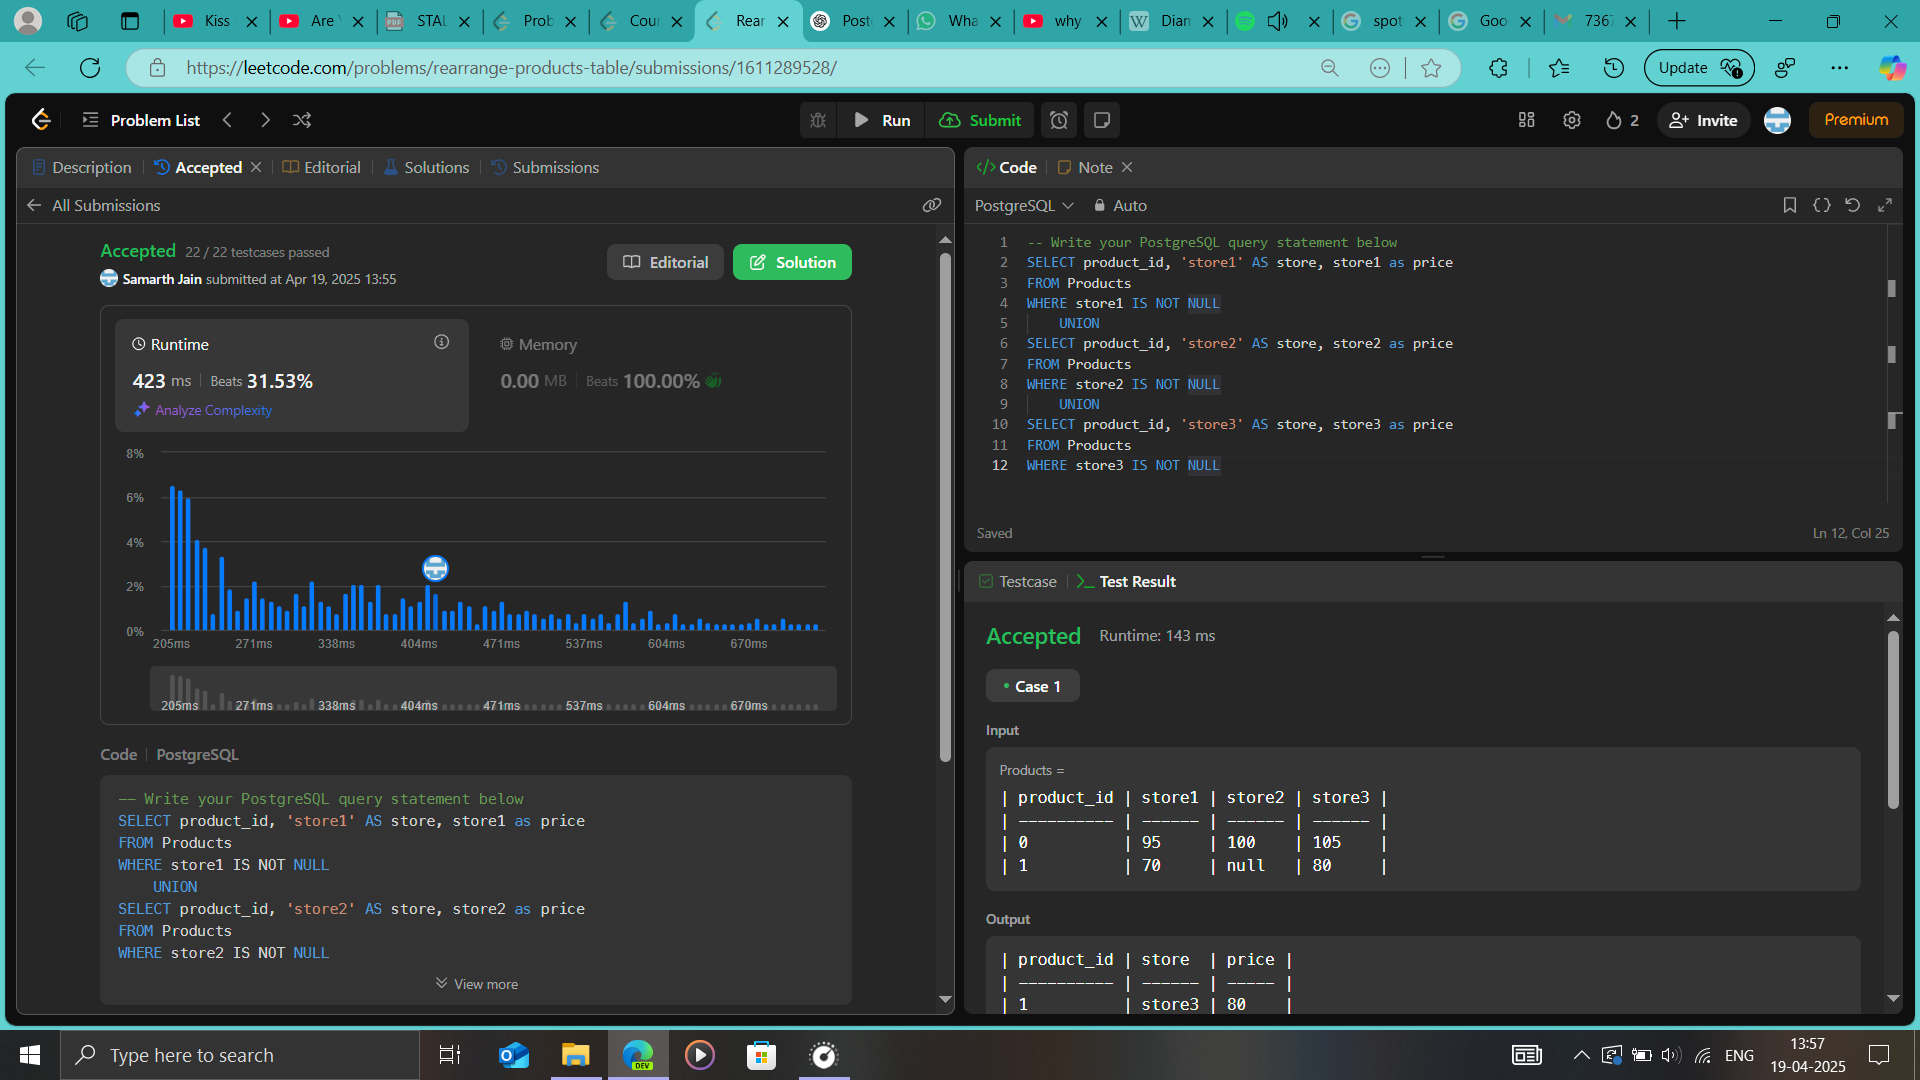 Kiss
Are
STAL
Prob
Cour
Rear
Post
Wha
why
Dian
spot
Goo
7367
https://leetcode.com/problems/rearrange-products-table/submissions/1611289528/
Update
Problem List
Run
Submit
2
Invite
Premium
Description
Accepted
Editorial
Solutions
Submissions
All Submissions
Accepted 22 / 22 testcases passed
Samarth Jain submitted at Apr 19, 2025 13:55
Editorial
Solution
Runtime
423 ms Beats 31.53%
Analyze Complexity
Memory
0.00 MB Beats 100.00%
8%
6%
4%
2%
0%
205ms 271ms 338ms 404ms 471ms 537ms 604ms 670ms
205ms 271ms 338ms 404ms 471ms 537ms 604ms 670ms
Code PostgreSQL
-- Write your PostgreSQL query statement below
SELECT product_id, 'store1' AS store, store1 as price
FROM Products
WHERE store1 IS NOT NULL
UNION
SELECT product_id, 'store2' AS store, store2 as price
FROM Products
WHERE store2 IS NOT NULL
View more
Code
Note
PostgreSQL
Auto
1 -- Write your PostgreSQL query statement below
2 SELECT product_id, 'store1' AS store, store1 as price
3 FROM Products
4 WHERE store1 IS NOT NULL
5 UNION
6 SELECT product_id, 'store2' AS store, store2 as price
7 FROM Products
8 WHERE store2 IS NOT NULL
9 UNION
10 SELECT product_id, 'store3' AS store, store3 as price
11 FROM Products
12 WHERE store3 IS NOT NULL
Saved
Ln 12, Col 25
Testcase
Test Result
Accepted Runtime: 143 ms
Case 1
Input
Products =
| product_id | store1 | store2 | store3 |
| ---------- | ------ | ------ | ------ |
| 0 | 95 | 100 | 105 |
| 1 | 70 | null | 80 |
Output
| product_id | store | price |
| ---------- | ------ | ----- |
| 1 | store3 | 80 |
Type here to search
DEV
ENG
13:57
19-04-2025